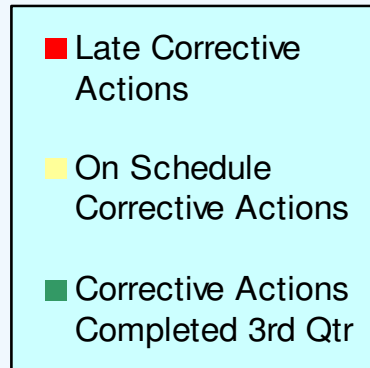 Late Corrective
Actions
On Schedule
Corrective Actions
Corrective Actions
Completed 3rd Qtr